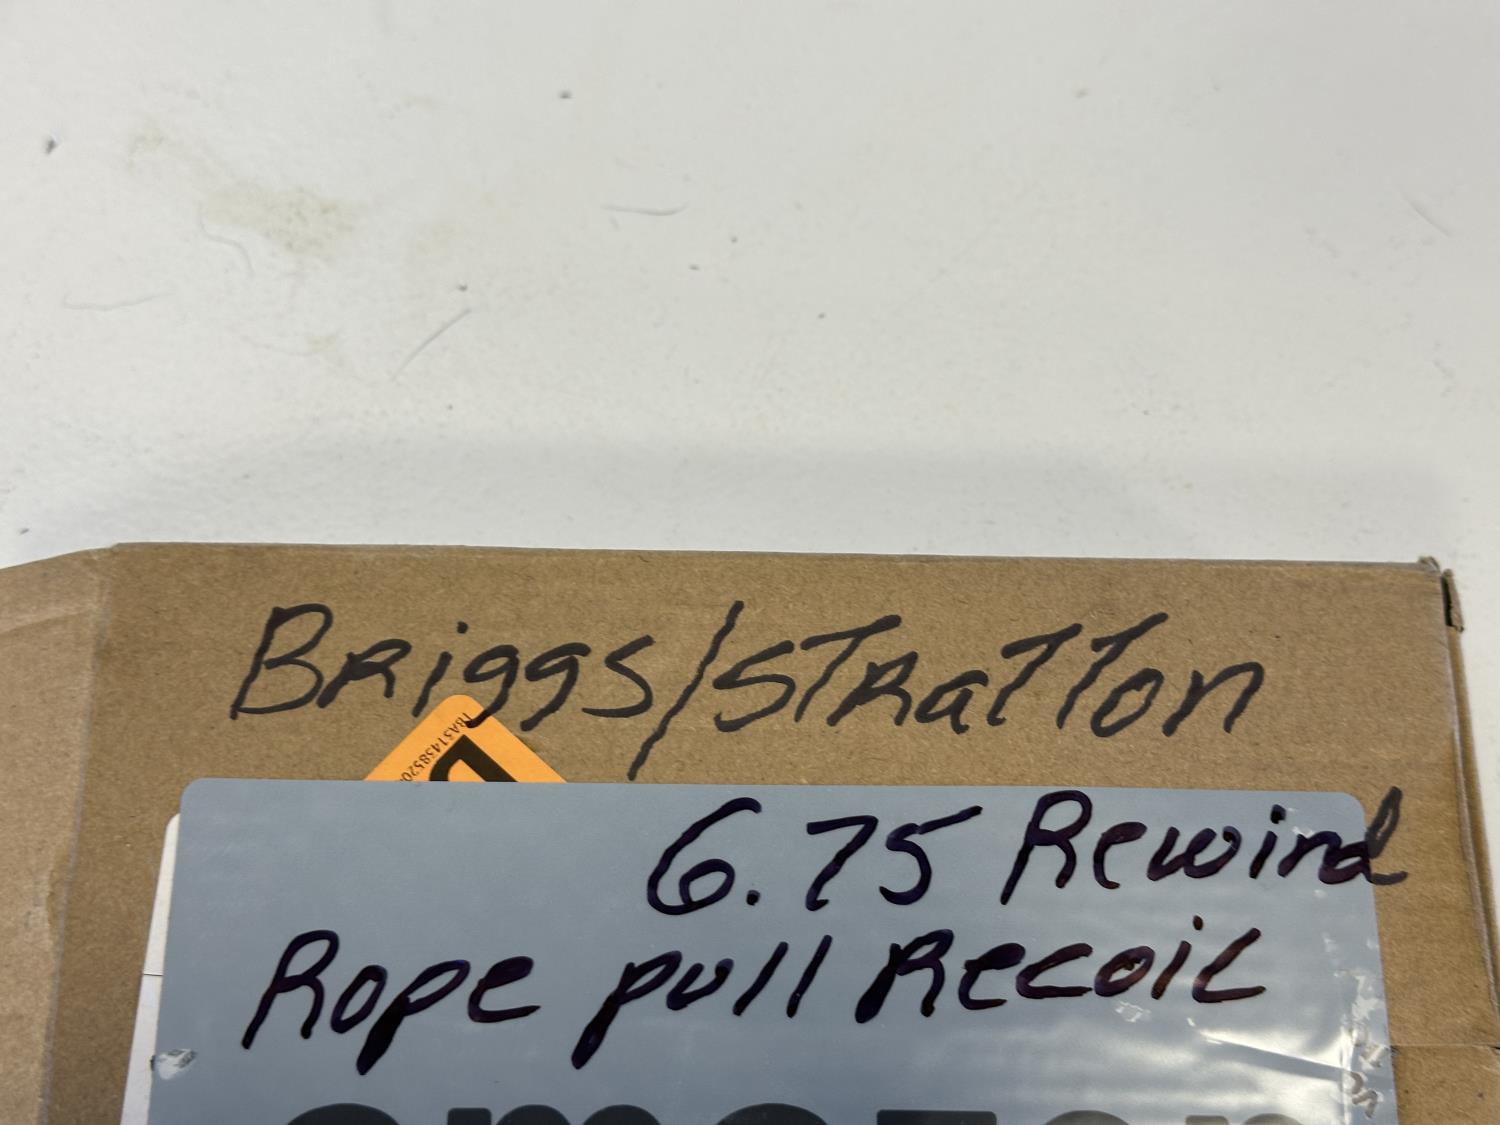 Briggs/Stratton
6.75 Rewind
Rope pull Recoil